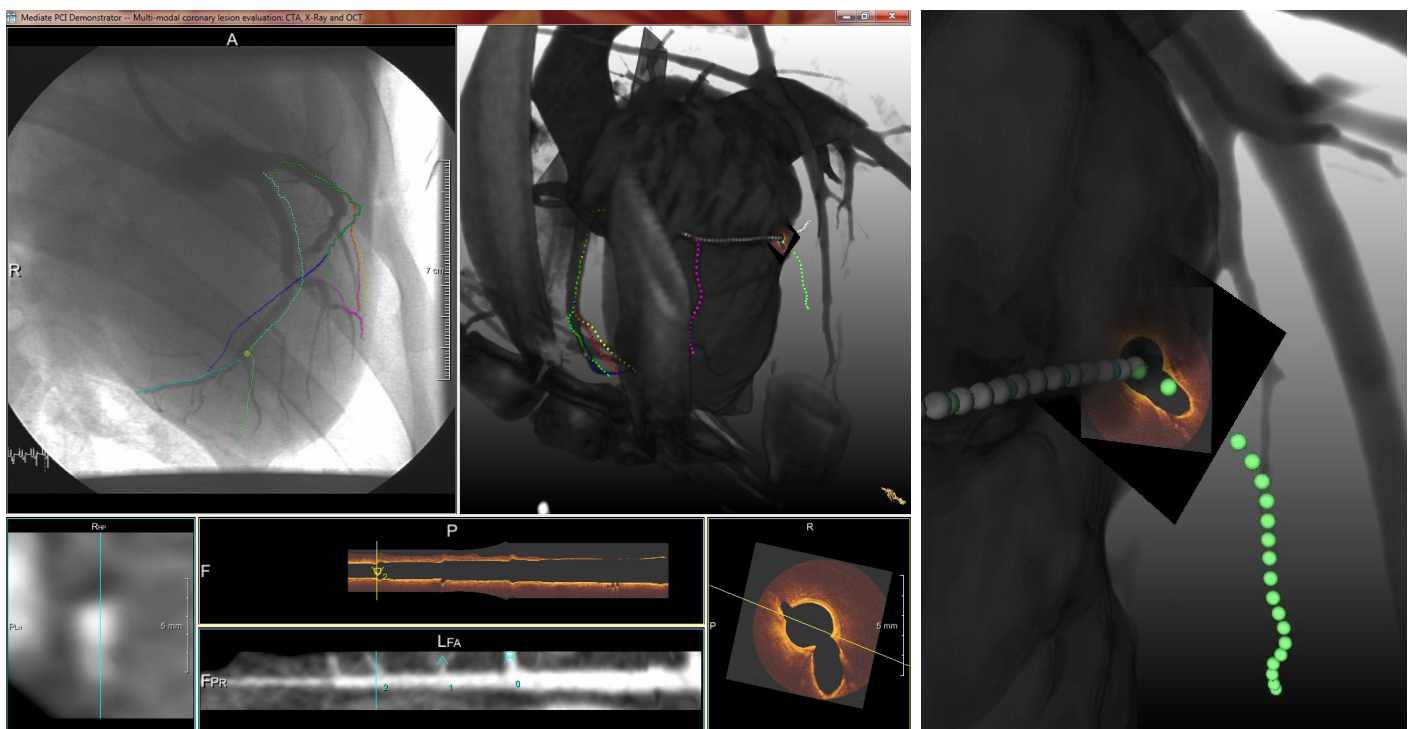 Mediate PCI Demonstrator -- Multi-modal coronary lesion evaluation: CTA, X-Ray and OCT
A
R
7 cm
RHP
PLH
5 mm
P
F
2
LFA
FPR
2
1
0
R
P
5 mm